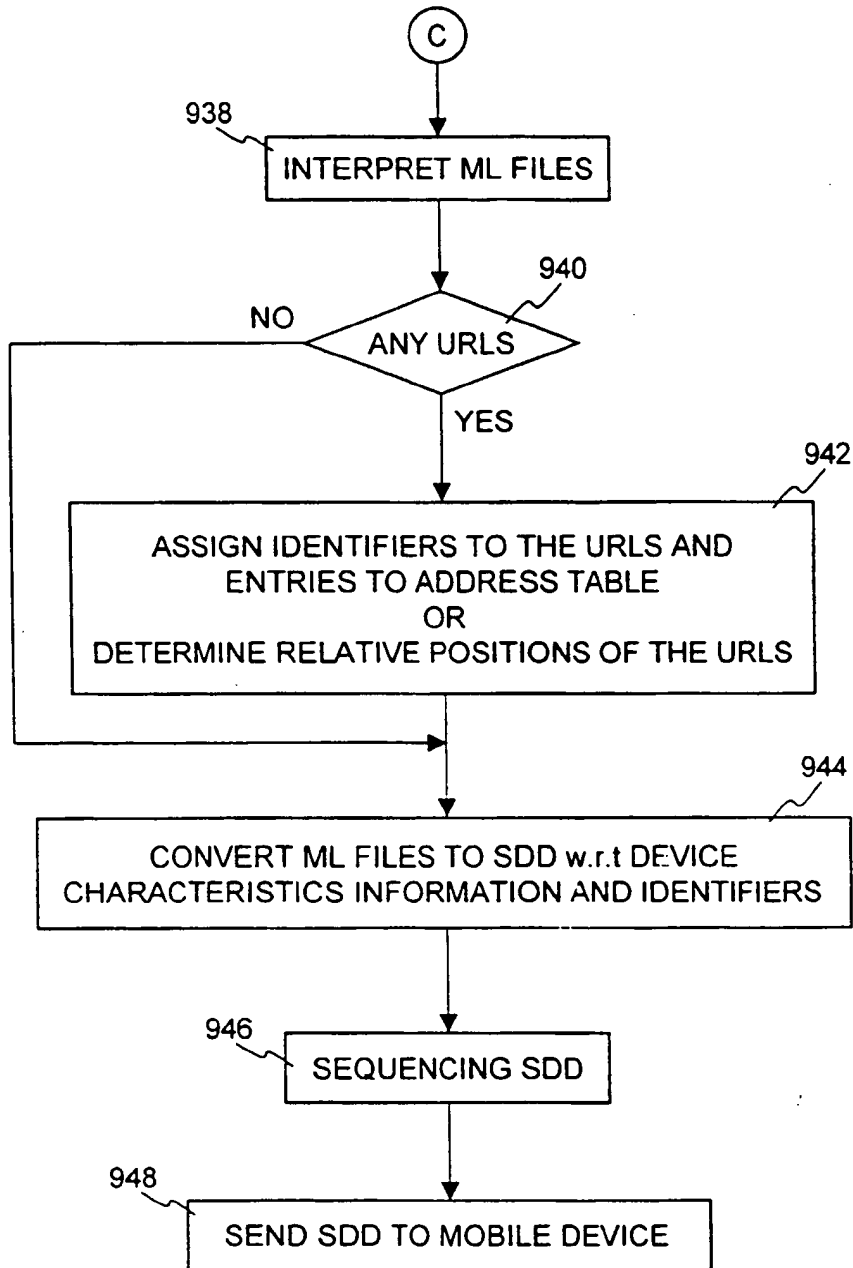 C
938
INTERPRET ML FILES
940
NO
ANY URLS
YES
942
ASSIGN IDENTIFIERS TO THE URLS AND
ENTRIES TO ADDRESS TABLE
OR
DETERMINE RELATIVE POSITIONS OF THE URLS
944
CONVERT ML FILES TO SDD w.r.t DEVICE
CHARACTERISTICS INFORMATION AND IDENTIFIERS
946
SEQUENCING SDD
948
SEND SDD TO MOBILE DEVICE